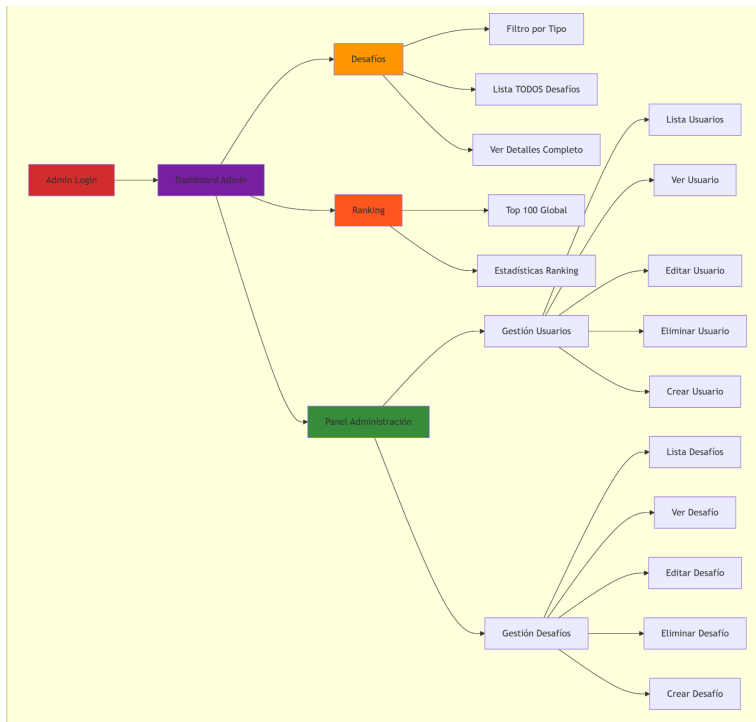 Filtro por Tipo
Desafíos
Lista TODOS Desafíos
Lista Usuarios
Ver Detalles Completo
Admin Login
Dashboard Admin
Ver Usuario
Ranking
Top 100 Global
Estadísticas Ranking
Editar Usuario
Gestión Usuarios
Eliminar Usuario
Crear Usuario
Panel Administración
Lista Desafíos
Ver Desafío
Editar Desafío
Gestión Desafíos
Eliminar Desafío
Crear Desafío